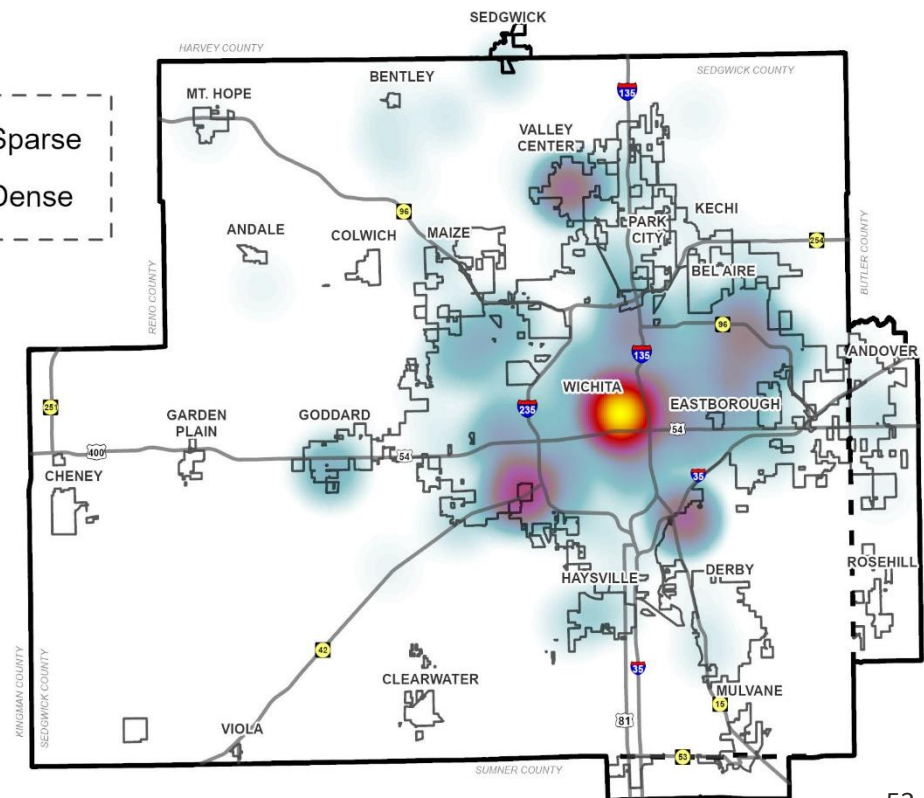 SEDGWICK
HARVEY COUNTY
SEDGWICK COUNTY
BENTLEY
MT. HOPE
135
Sparse
Dense
VALLEY
CENTER
96
KECHI
PARK
CITY
ANDALE
COLWICH
MAIZE
254
BEL AIRE
BUTLER COUNTY
RENO COUNTY
96
135
ANDOVER
WICHITA
251
235
EASTBOROUGH
GARDEN
PLAIN
GODDARD
54
400
54
CHENEY
35
HAYSVILLE
DERBY
ROSEHILL
42
35
CLEARWATER
MULVANE
KINGMAN COUNTY
SEDGWICK COUNTY
15
81
VIOLA
53
SUMNER COUNTY